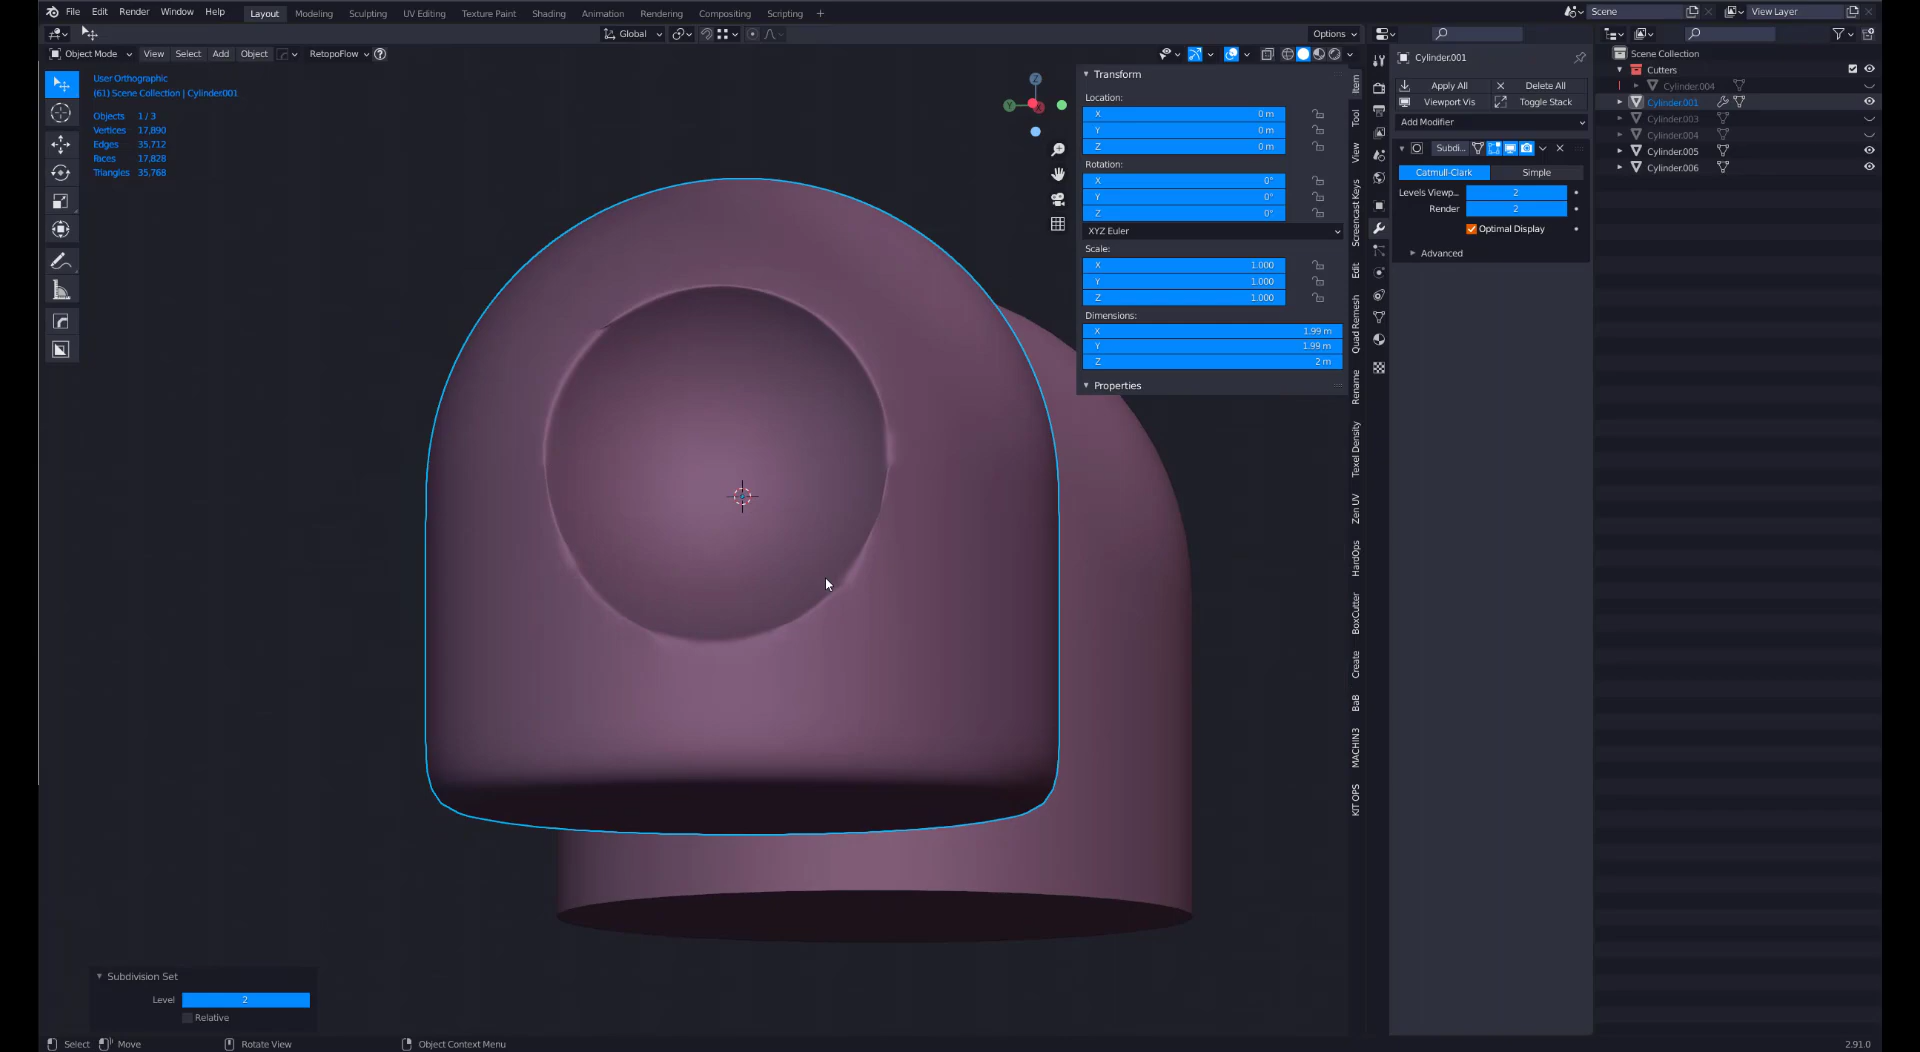 File Edit Render Window Help Layout Modeling Sculpting UV Editing Texture Paint Shading Animation Rendering Compositing Scripting + Scene View Layer
Global Options
Object Mode View Select Add Object RetopoFlow
User Orthographic
(61) Scene Collection | Cylinder.001
Objects 1 / 3
Vertices 17,890
Edges 35,712
Faces 17,828
Triangles 35,768
Z
Y
X
Transform
Location:
X 0 m
Y 0 m
Z 0 m
Rotation:
X 0°
Y 0°
Z 0°
XYZ Euler
Scale:
X 1.000
Y 1.000
Z 1.000
Dimensions:
X 1.99 m
Y 1.99 m
Z 2 m
Properties
Item
Tool
View
Screencast Keys
Edit
Quad Remesh
Rename
Texel Density
Zen UV
HardOps
BoxCutter
Create
BaB
MACHIN3
KIT OPS
Cylinder.001
Apply All Delete All
Viewport Vis Toggle Stack
Add Modifier
Subdi...
Catmull-Clark Simple
Levels Viewp... 2
Render 2
Optimal Display
Advanced
Scene Collection
Cutters
Cylinder.004
Cylinder.001
Cylinder.003
Cylinder.004
Cylinder.005
Cylinder.006
Subdivision Set
Level 2
Relative
Select Move Rotate View Object Context Menu 2.91.0